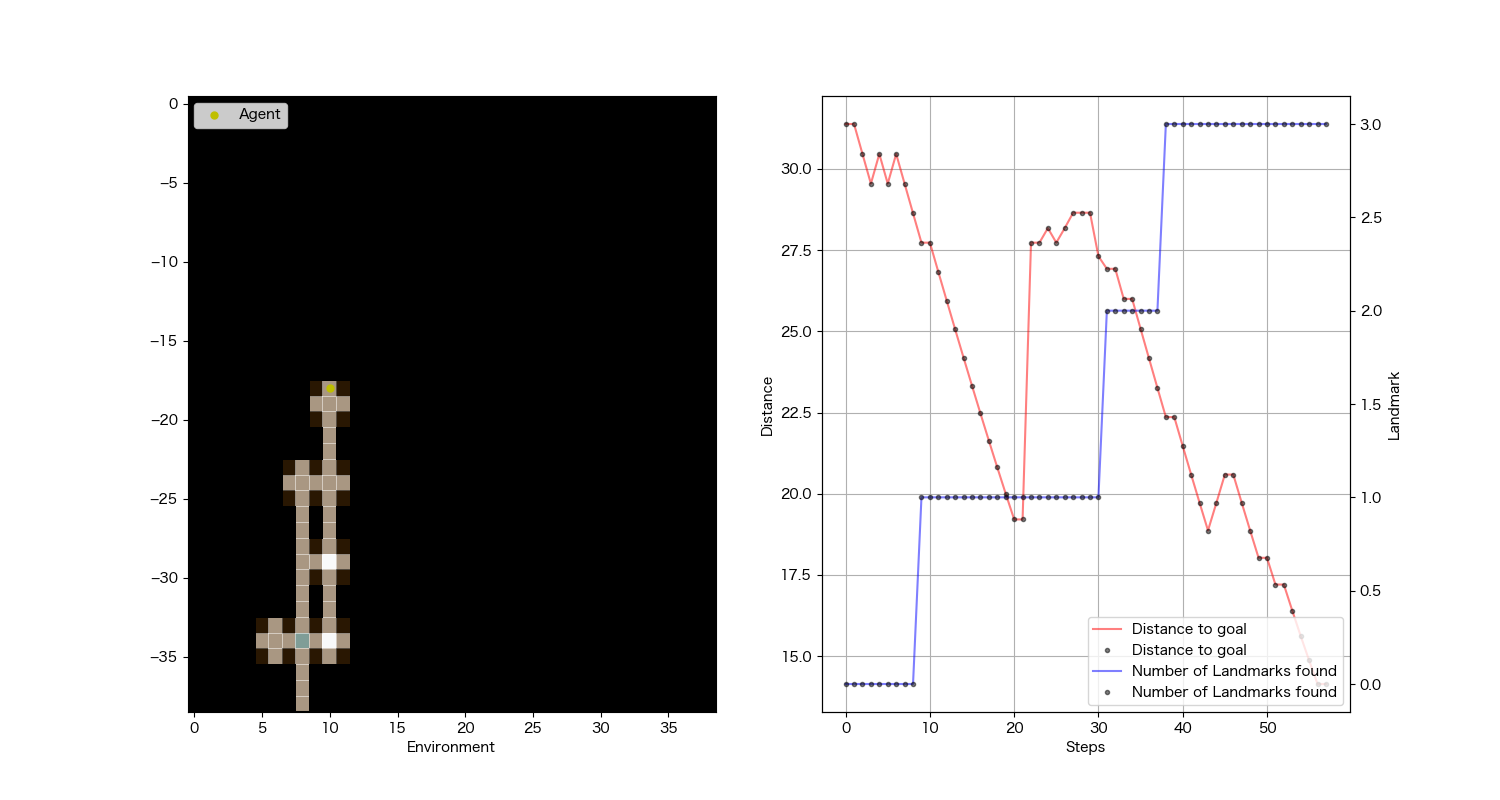 Agent
0
−5
−10
−15
−20
−25
−30
−35
0 5 10 15 20 25 30 35
Environment
Distance
30.0
27.5
25.0
22.5
20.0
17.5
15.0
Distance to goal
Distance to goal
Number of Landmarks found
Number of Landmarks found
0 10 20 30 40 50
Steps
3.0
2.5
2.0
1.5
1.0
0.5
0.0
Landmark